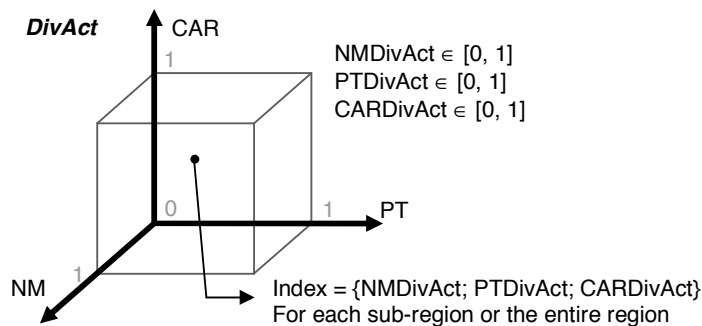 DivAct
CAR
1
NMDivAct ∈ [0, 1]
PTDivAct ∈ [0, 1]
CARDivAct ∈ [0, 1]
0
1
PT
1
NM
Index = {NMDivAct; PTDivAct; CARDivAct}
For each sub-region or the entire region